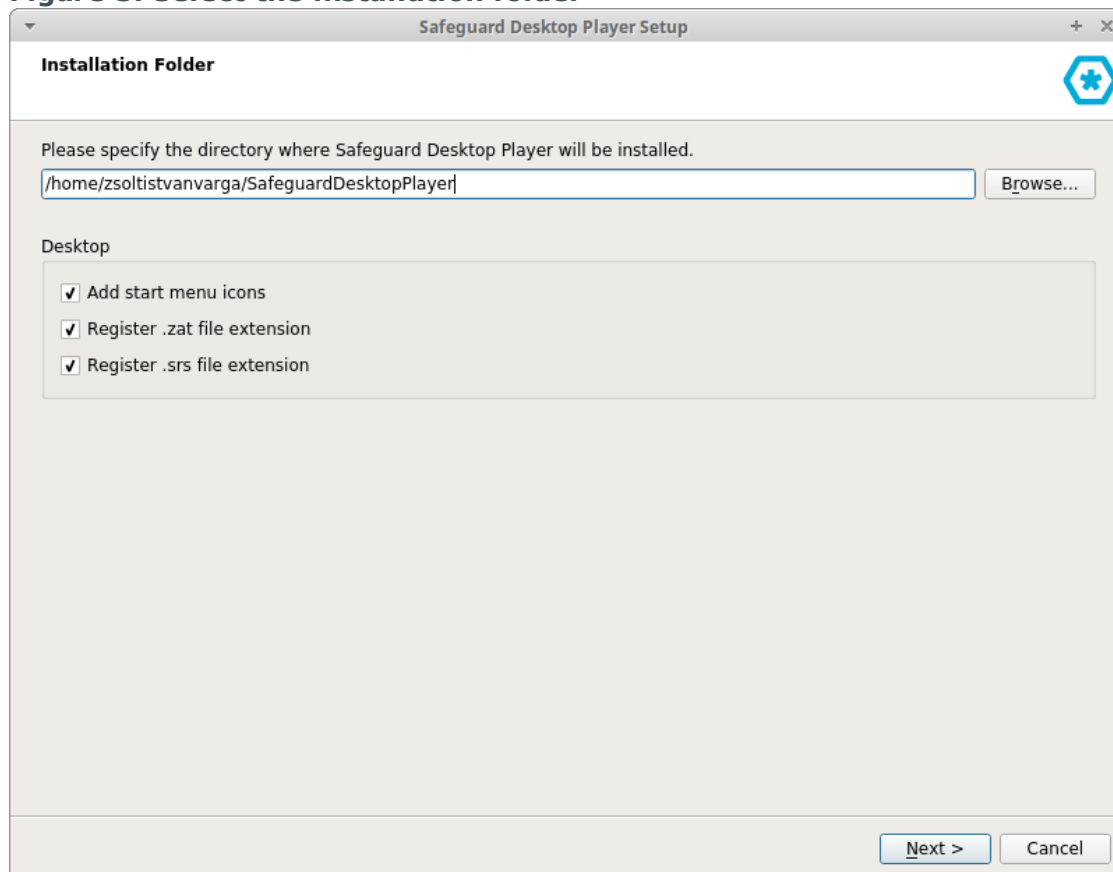 Safeguard Desktop Player Setup
Installation Folder
Please specify the directory where Safeguard Desktop Player will be installed.
/home/zsoltistvanvarga/SafeguardDesktopPlayer
Browse...
Desktop
Add start menu icons
Register .zat file extension
Register .srs file extension
Next >
Cancel